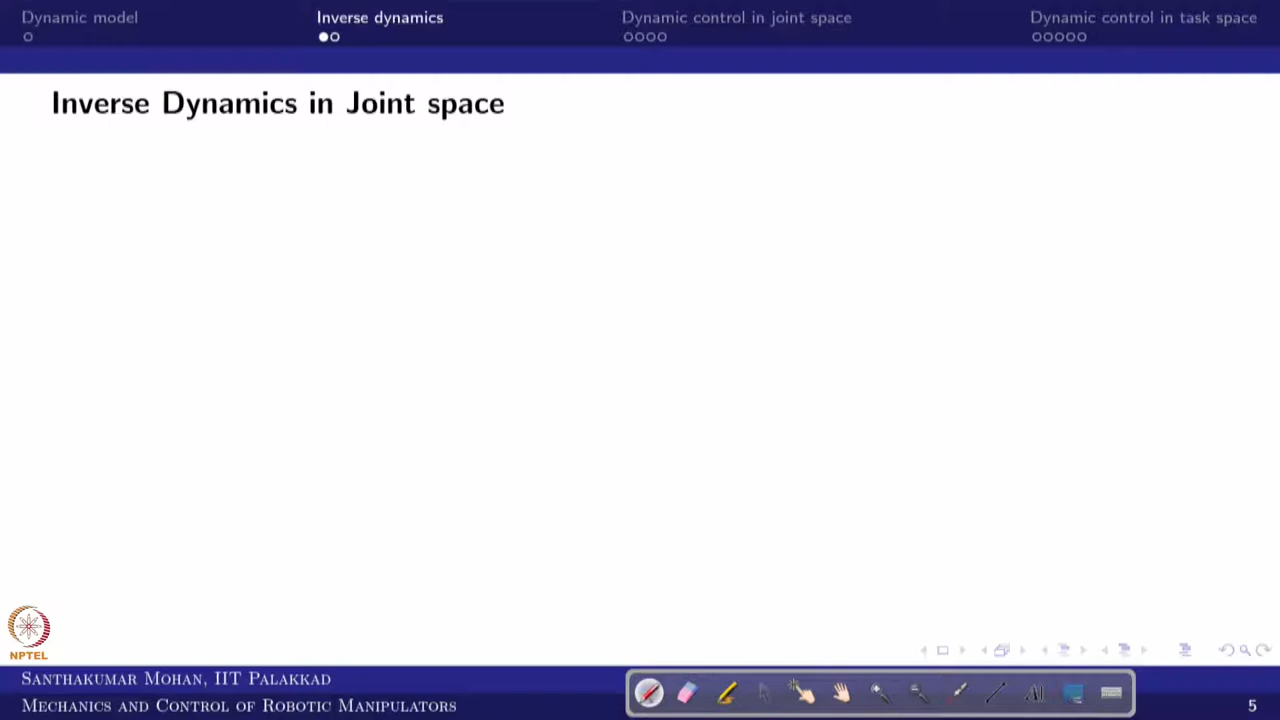 Dynamic model
Inverse dynamics
Dynamic control in joint space
Dynamic control in task space
Inverse Dynamics in Joint space
NPTEL
Santhakumar Mohan, IIT Palakkad
Mechanics and Control of Robotic Manipulators
5